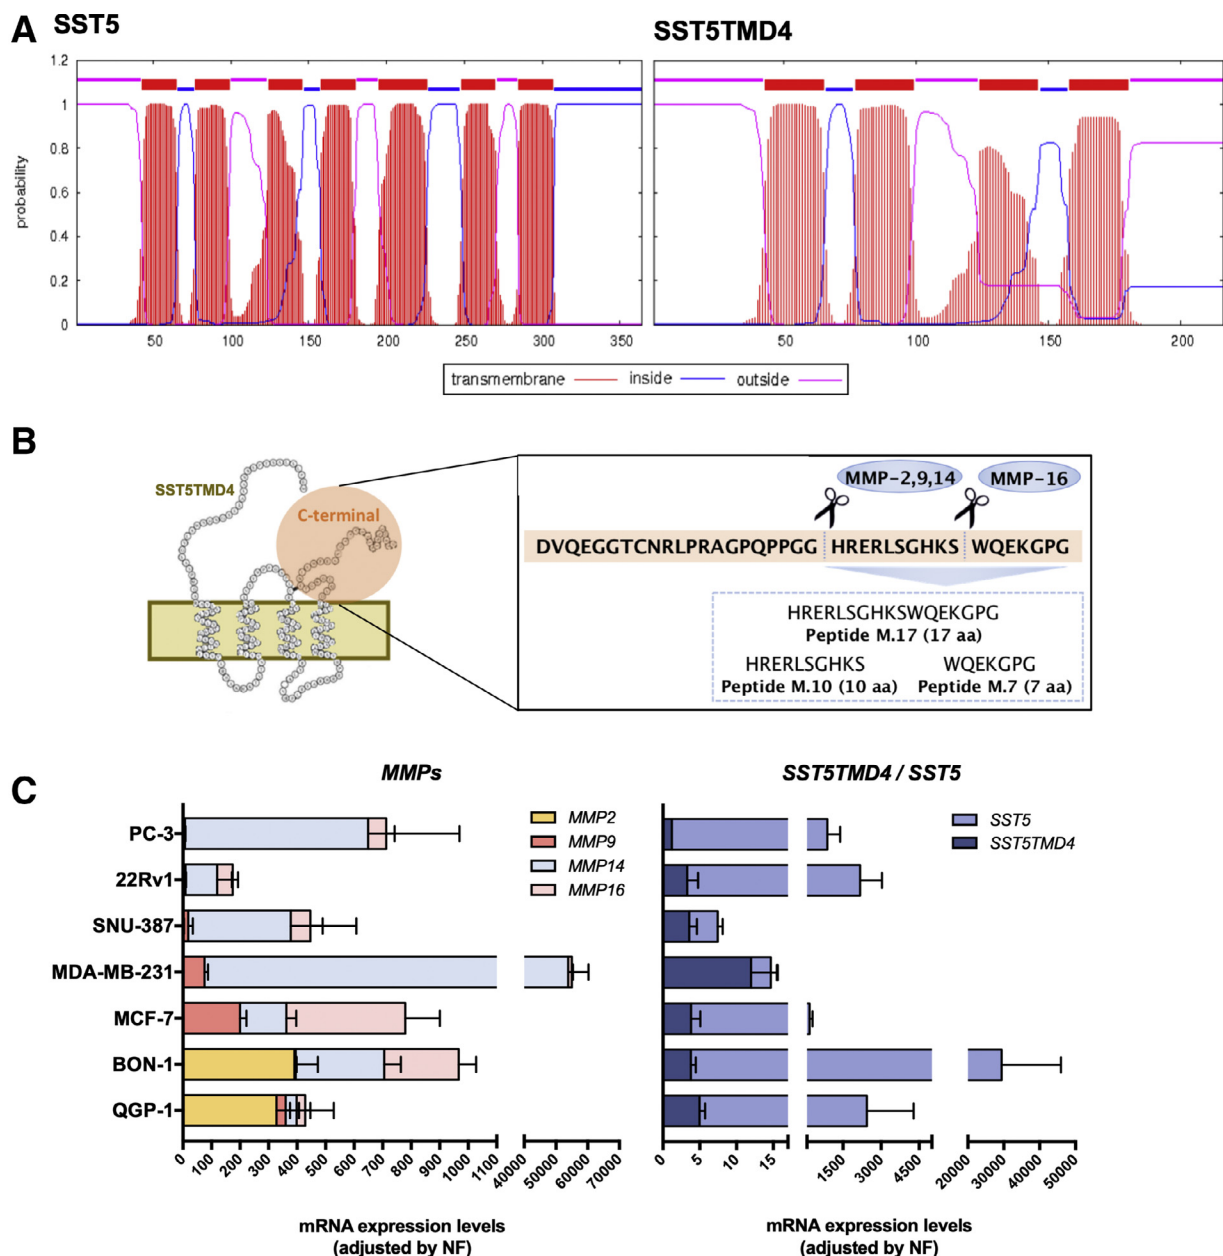 A SST5
SST5TMD4
1.2
1
0.8
0.6
0.4
0.2
0
probability
50 100 150 200 250 300 350
50 100 150 200
transmembrane inside outside
B
SST5TMD4
C-terminal
MMP-2,9,14 MMP-16
DVQEGGTCNRLPRAGPQPPGG HRERLSGHKS WQEKGPG
HRERLSGHKSWQEKGPG
Peptide M.17 (17 aa)
HRERLSGHKS WQEKGPG
Peptide M.10 (10 aa) Peptide M.7 (7 aa)
C
MMPs
SST5TMD4 / SST5
PC-3
22Rv1
SNU-387
MDA-MB-231
MCF-7
BON-1
QGP-1
MMP2
MMP9
MMP14
MMP16
SST5
SST5TMD4
0 100 200 300 400 500 600 700 800 900 1000 1100 40000 50000 60000 70000
0 5 10 15 1500 3000 4500 20000 30000 40000 50000
mRNA expression levels
(adjusted by NF)
mRNA expression levels
(adjusted by NF)